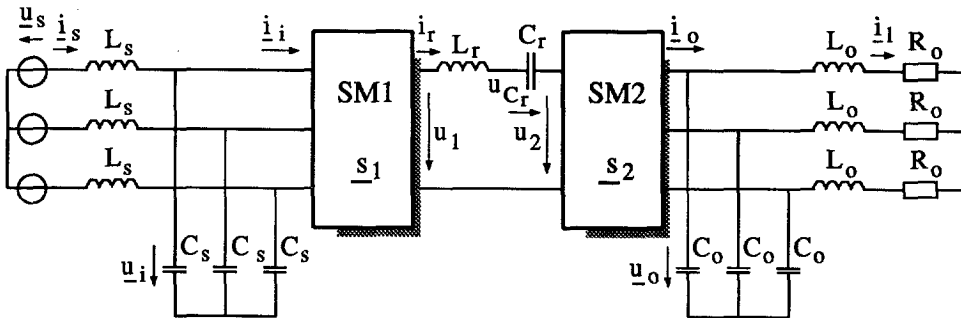 u_s i_s L_s i_i i_r L_r C_r i_o L_o i_l R_o
SM1 u_Cr SM2
L_s u_1 u_2 L_o R_o
L_s s_1 s_2 L_o R_o
u_i C_s C_s C_s u_o C_o C_o C_o